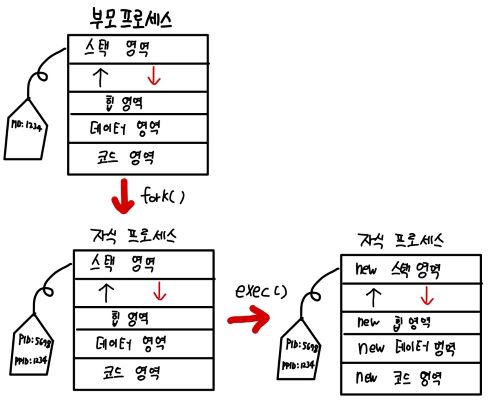 부모 프로세스
스택 영역
힙 영역
데이터 영역
코드 영역
PID:1234
fork()
자식 프로세스
스택 영역
힙 영역
데이터 영역
코드 영역
PID:5698
PPID:1234
exec()
자식 프로세스
new 스택 영역
new 힙 영역
new 데이터 영역
new 코드 영역
PID:5698
PPID:1234